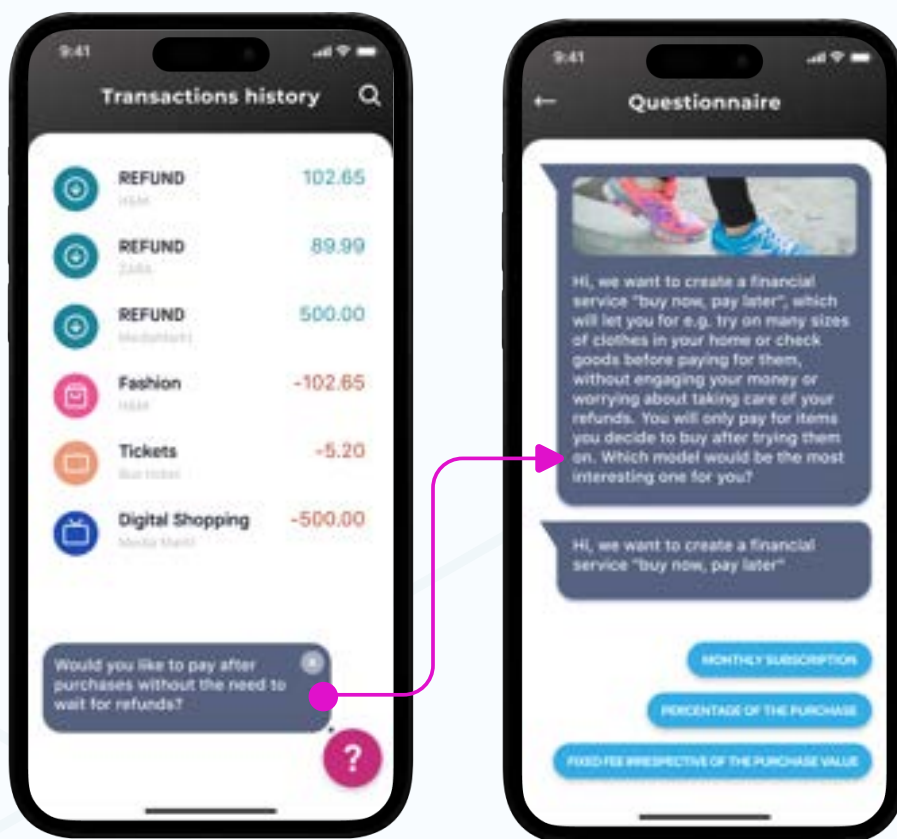 9:41
Transactions history
REFUND
102.65
H&M
REFUND
89.99
ZARA
REFUND
500.00
MediaMarkt
Fashion
-102.65
H&M
Tickets
-5.20
Bus ticket
Digital Shopping
-500.00
Media Markt
Would you like to pay after
purchases without the need to
wait for refunds?
?
9:41
Questionnaire
Hi, we want to create a financial
service "buy now, pay later", which
will let you for e.g. try on many sizes
of clothes in your home or check
goods before paying for them,
without engaging your money or
worrying about taking care of your
refunds. You will only pay for items
you decide to buy after trying them
on. Which model would be the most
interesting one for you?
Hi, we want to create a financial
service "buy now, pay later"
MONTHLY SUBSCRIPTION
PERCENTAGE OF THE PURCHASE
FIXED FEE IRRESPECTIVE OF THE PURCHASE VALUE